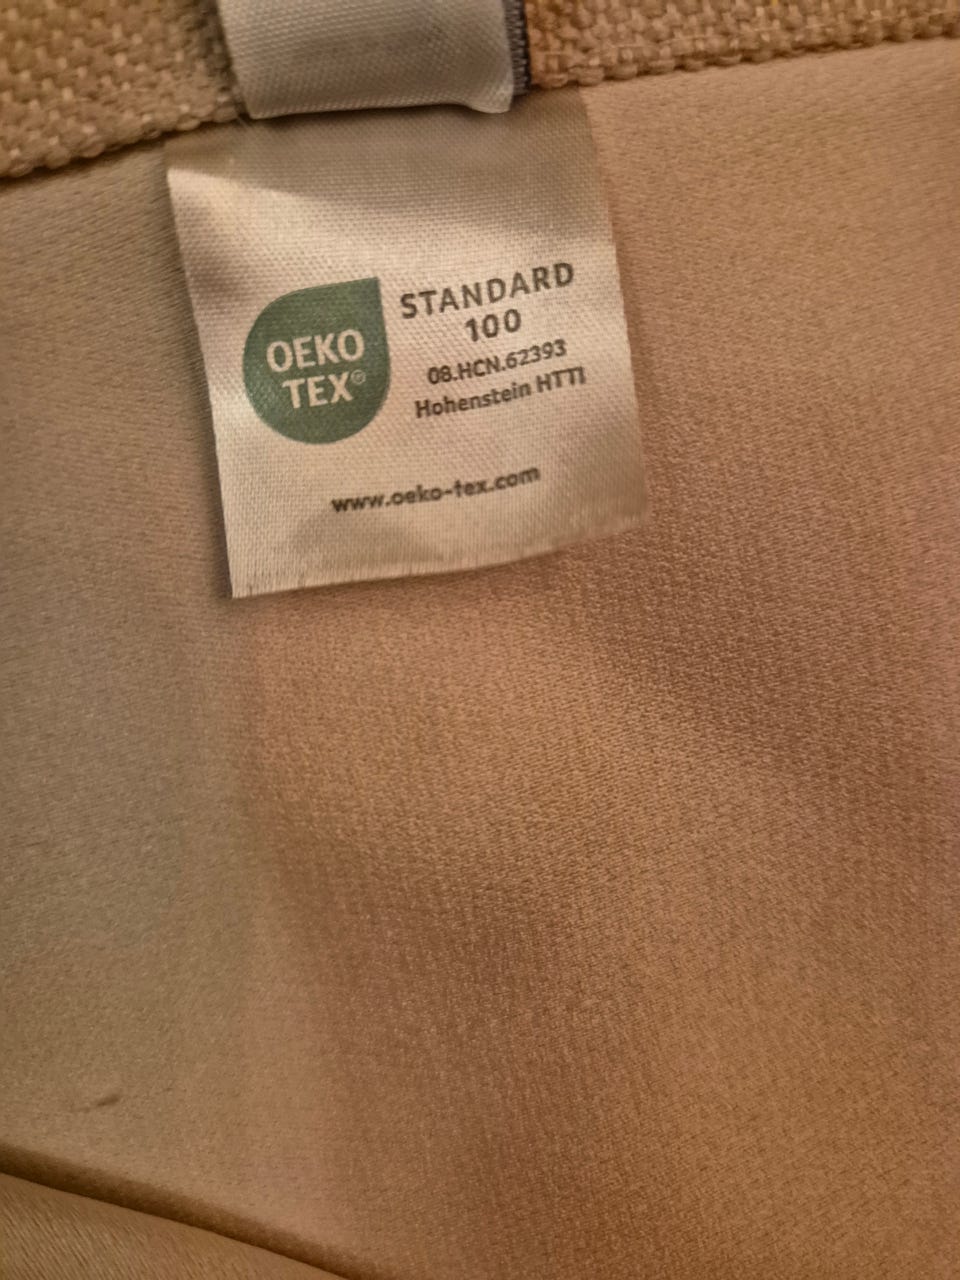 OEKO
TEX®
STANDARD
100
08.HCN.62393
Hohenstein HTTI
www.oeko-tex.com